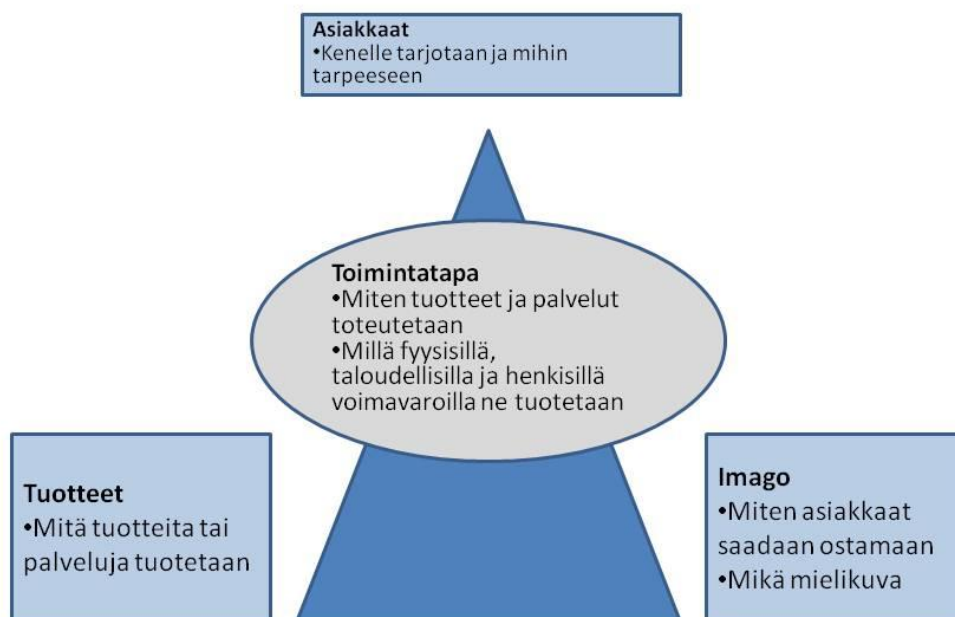 Asiakkaat
•Kenelle tarjotaan ja mihin
tarpeeseen
Toimintatapa
•Miten tuotteet ja palvelut
toteutetaan
•Millä fyysisillä,
taloudellisilla ja henkisillä
voimavaroilla ne tuotetaan
Tuotteet
•Mitä tuotteita tai
palveluja tuotetaan
Imago
•Miten asiakkaat
saadaan ostamaan
•Mikä mielikuva